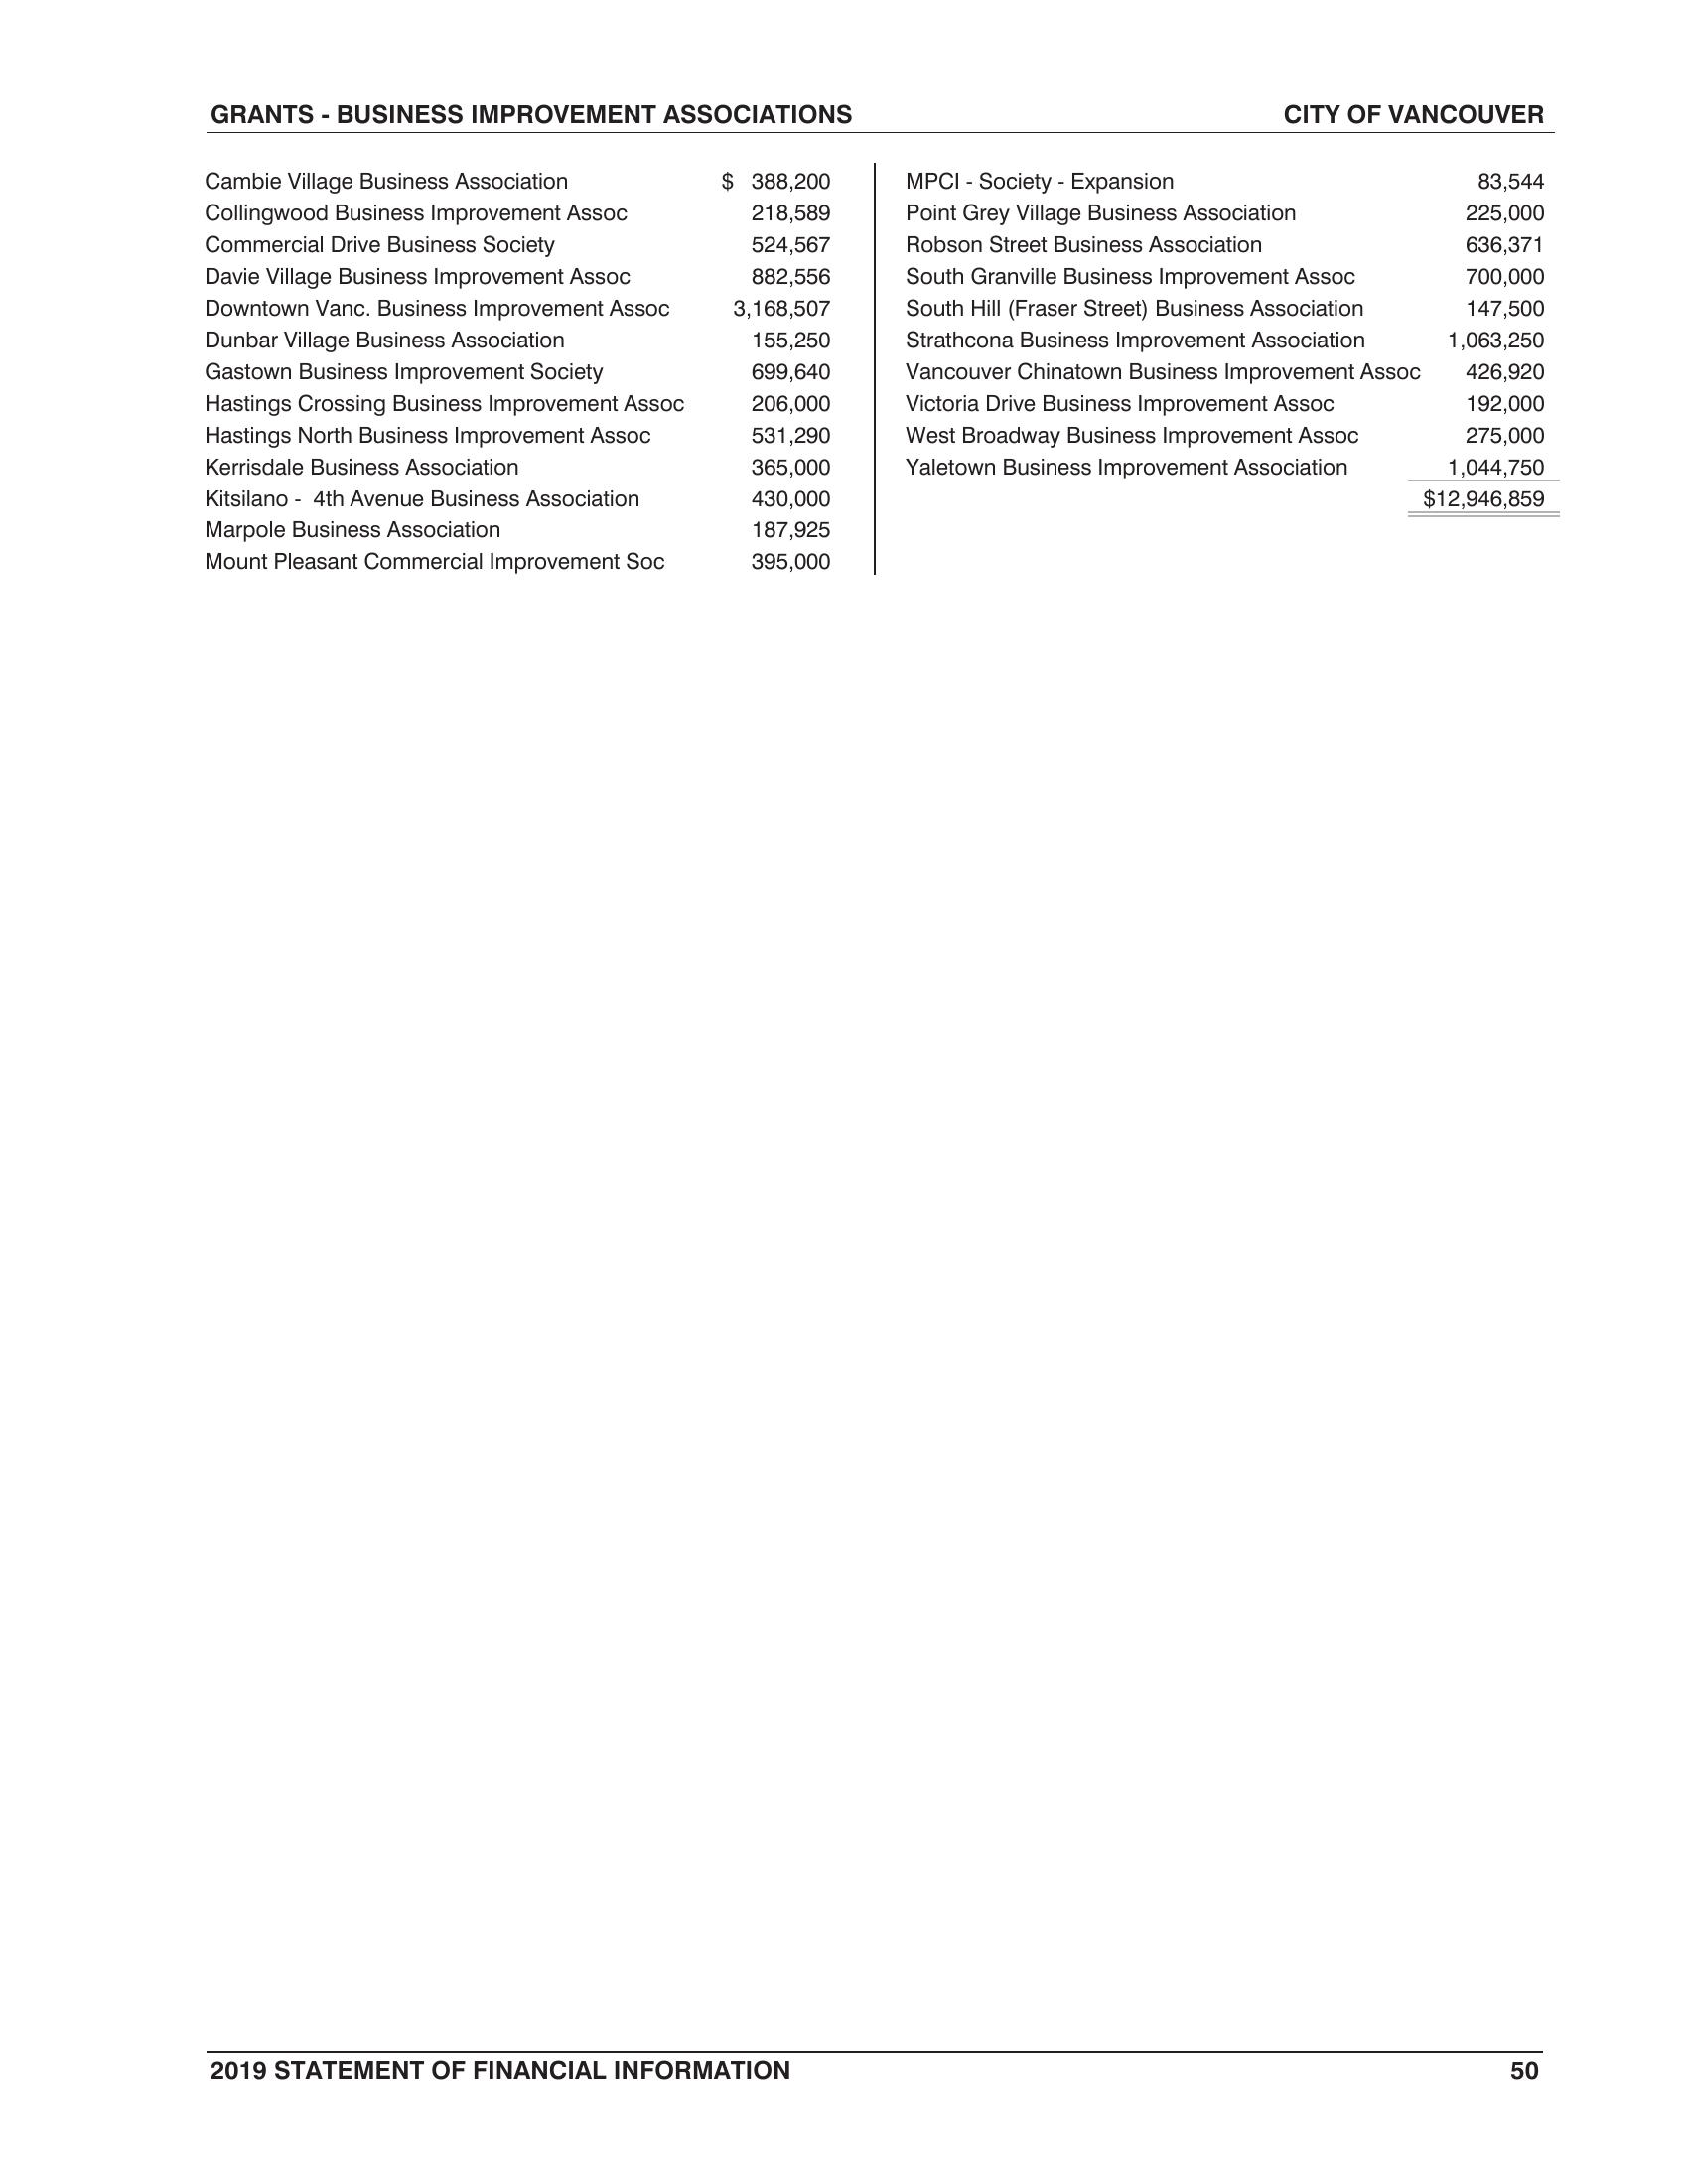 GRANTS - BUSINESS IMPROVEMENT ASSOCIATIONS CITY OF VANCOUVER
Cambie Village Business Association $ 388,200
Collingwood Business Improvement Assoc 218,589
Commercial Drive Business Society 524,567
Davie Village Business Improvement Assoc 882,556
Downtown Vanc. Business Improvement Assoc 3,168,507
Dunbar Village Business Association 155,250
Gastown Business Improvement Society 699,640
Hastings Crossing Business Improvement Assoc 206,000
Hastings North Business Improvement Assoc 531,290
Kerrisdale Business Association 365,000
Kitsilano - 4th Avenue Business Association 430,000
Marpole Business Association 187,925
Mount Pleasant Commercial Improvement Soc 395,000
MPCI - Society - Expansion 83,544
Point Grey Village Business Association 225,000
Robson Street Business Association 636,371
South Granville Business Improvement Assoc 700,000
South Hill (Fraser Street) Business Association 147,500
Strathcona Business Improvement Association 1,063,250
Vancouver Chinatown Business Improvement Assoc 426,920
Victoria Drive Business Improvement Assoc 192,000
West Broadway Business Improvement Assoc 275,000
Yaletown Business Improvement Association 1,044,750
$12,946,859
2019 STATEMENT OF FINANCIAL INFORMATION 50